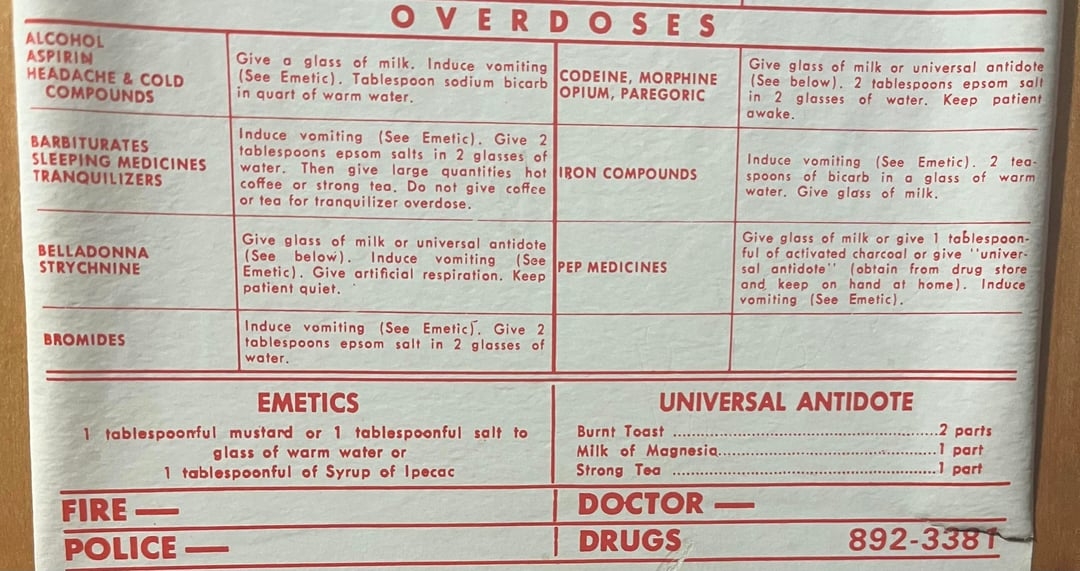 OVERDOSES
ALCOHOL
ASPIRIN
HEADACHE & COLD
COMPOUNDS
Give a glass of milk. Induce vomiting
(See Emetic). Tablespoon sodium bicarb
in quart of warm water.
CODEINE, MORPHINE
OPIUM, PAREGORIC
Give glass of milk or universal antidote
(See below). 2 tablespoons epsom salt
in 2 glasses of water. Keep patient
awake.
BARBITURATES
SLEEPING MEDICINES
TRANQUILIZERS
Induce vomiting (See Emetic). Give 2
tablespoons epsom salts in 2 glasses of
water. Then give large quantities hot
coffee or strong tea. Do not give coffee
or tea for tranquilizer overdose.
IRON COMPOUNDS
Induce vomiting (See Emetic). 2 tea-
spoons of bicarb in a glass of warm
water. Give glass of milk.
BELLADONNA
STRYCHNINE
Give glass of milk or universal antidote
(See below). Induce vomiting (See
Emetic). Give artificial respiration. Keep
patient quiet.
PEP MEDICINES
Give glass of milk or give 1 tablespoon-
ful of activated charcoal or give "univer-
sal antidote" (obtain from drug store
and keep on hand at home). Induce
vomiting (See Emetic).
BROMIDES
Induce vomiting (See Emetic). Give 2
tablespoons epsom salt in 2 glasses of
water.
EMETICS
1 tablespoonful mustard or 1 tablespoonful salt to
glass of warm water or
1 tablespoonful of Syrup of Ipecac
UNIVERSAL ANTIDOTE
Burnt Toast ........ 2 parts
Milk of Magnesia ........ 1 part
Strong Tea ........ 1 part
FIRE —
DOCTOR —
POLICE —
DRUGS 892-3381